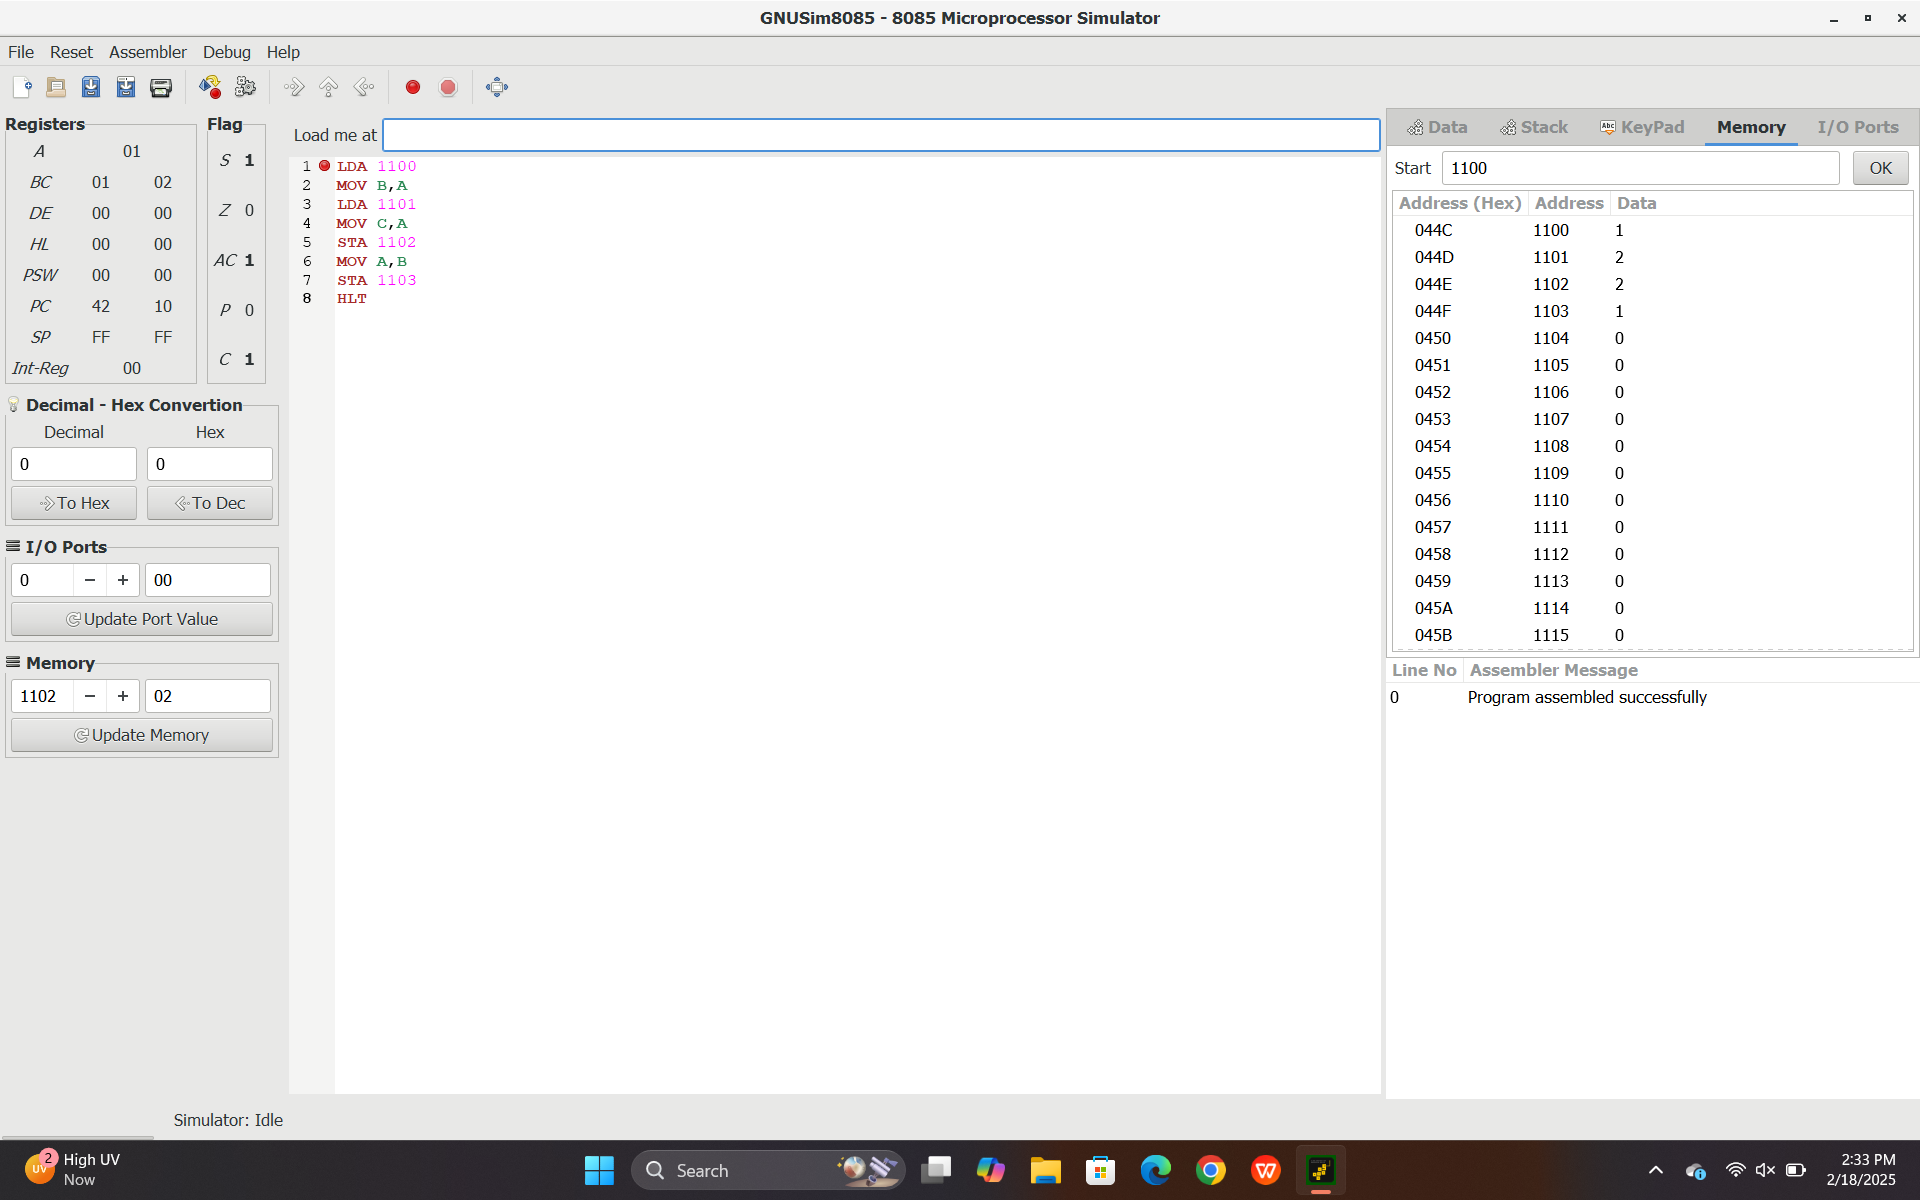 GNUSim8085 - 8085 Microprocessor Simulator
File Reset Assembler Debug Help
Registers
A 01
BC 01 02
DE 00 00
HL 00 00
PSW 00 00
PC 42 10
SP FF FF
Int-Reg 00
Flag
S 1
Z 0
AC 1
P 0
C 1
Decimal - Hex Convertion
Decimal Hex
0 0
To Hex To Dec
I/O Ports
0 − + 00
Update Port Value
Memory
1102 − + 02
Update Memory
Load me at
1 LDA 1100
2 MOV B,A
3 LDA 1101
4 MOV C,A
5 STA 1102
6 MOV A,B
7 STA 1103
8 HLT
Data Stack Abc KeyPad Memory I/O Ports
Start 1100 OK
Address (Hex) Address Data
044C 1100 1
044D 1101 2
044E 1102 2
044F 1103 1
0450 1104 0
0451 1105 0
0452 1106 0
0453 1107 0
0454 1108 0
0455 1109 0
0456 1110 0
0457 1111 0
0458 1112 0
0459 1113 0
045A 1114 0
045B 1115 0
Line No Assembler Message
0 Program assembled successfully
Simulator: Idle
UV 2 High UV
Now
Search
2:33 PM
2/18/2025